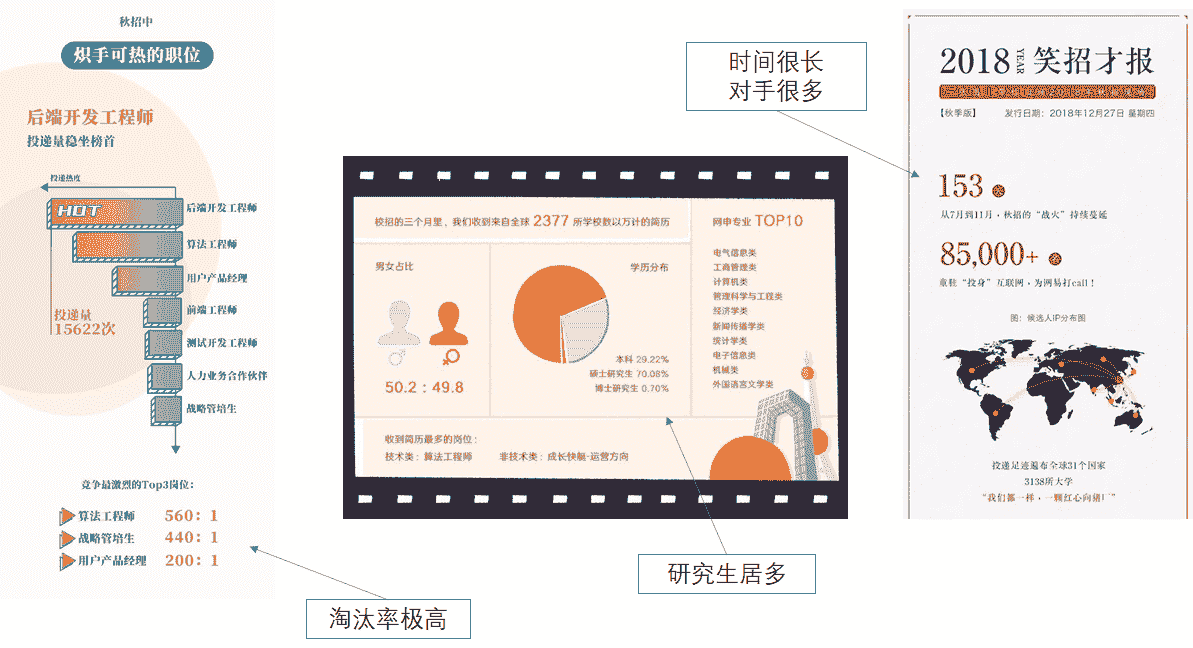 秋招中
炽手可热的职位
后端开发工程师
投递量稳坐榜首
投递热度
HOT
后端开发工程师
算法工程师
用户产品经理
前端工程师
测试开发工程师
人力业务合作伙伴
战略管培生
投递量
15622次
竞争最激烈的Top3岗位:
算法工程师 560: 1
战略管培生 440: 1
用户产品经理 200: 1
淘汰率极高
校招的三个月里，我们收到来自全球 2377 所学校数以万计的简历
男女占比
50.2 : 49.8
学历分布
本科 29.22%
硕士研究生 70.08%
博士研究生 0.70%
网申专业 TOP10
电气信息类
工商管理类
计算机类
管理科学与工程类
经济学类
新闻传播学类
统计学类
电子信息类
机械类
外国语言文学类
收到简历最多的岗位:
技术类: 算法工程师 非技术类: 成长快艇-运营方向
研究生居多
时间很长
对手很多
2018 YEAR 笑招才报
【秋季版】 发行日期: 2018年12月27日 星期四
153
从7月到11月，秋招的“战火”持续蔓延
85,000+
童鞋“投身”互联网，为网易打call！
图: 候选人IP分布图
投递足迹遍布全球31个国家
3138所大学
“我们都一样，一颗红心向猪厂”